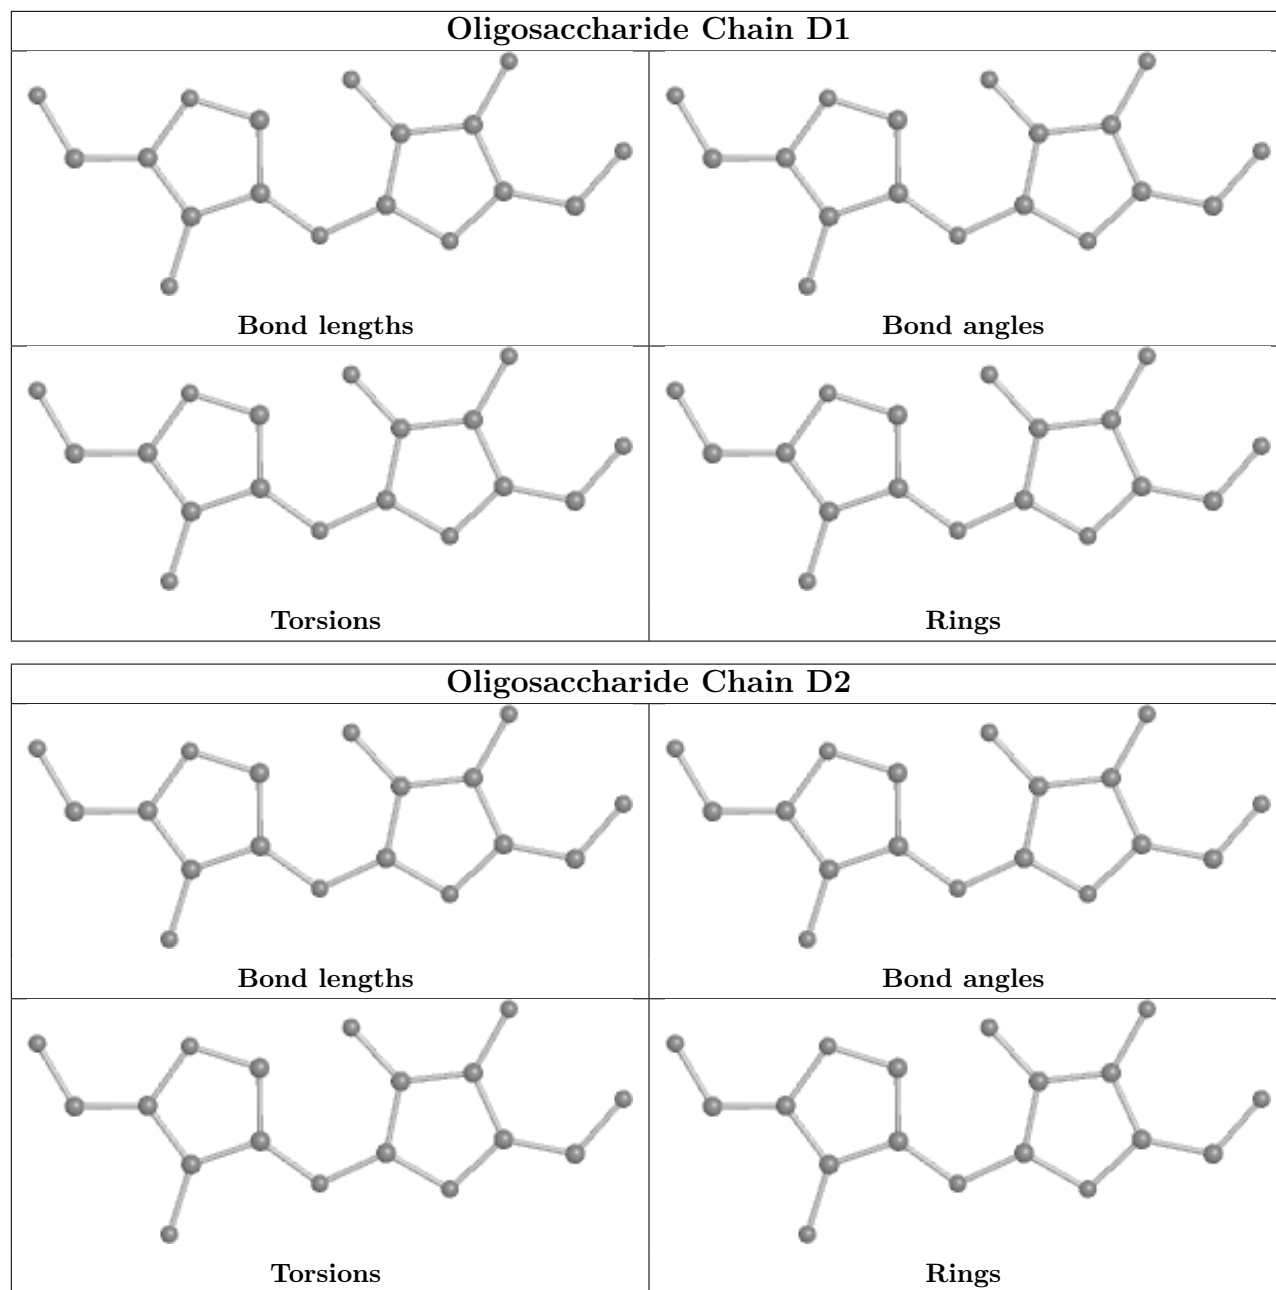 Oligosaccharide Chain D1
Bond lengths
Bond angles
Torsions
Rings
Oligosaccharide Chain D2
Bond lengths
Bond angles
Torsions
Rings